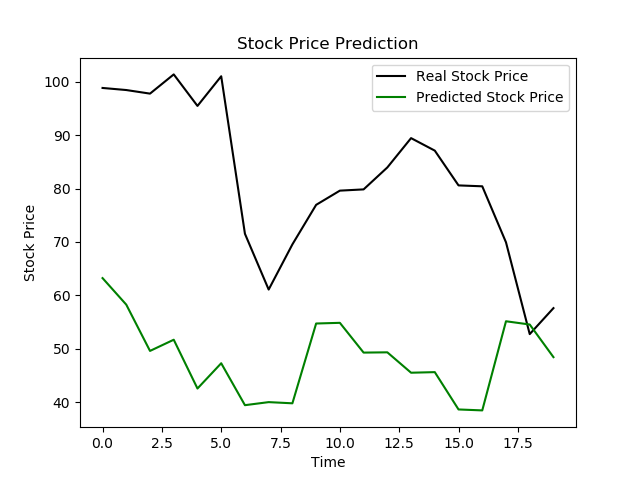 Stock Price Prediction
Real Stock Price
Predicted Stock Price
Stock Price
100
90
80
70
60
50
40
0.0 2.5 5.0 7.5 10.0 12.5 15.0 17.5
Time